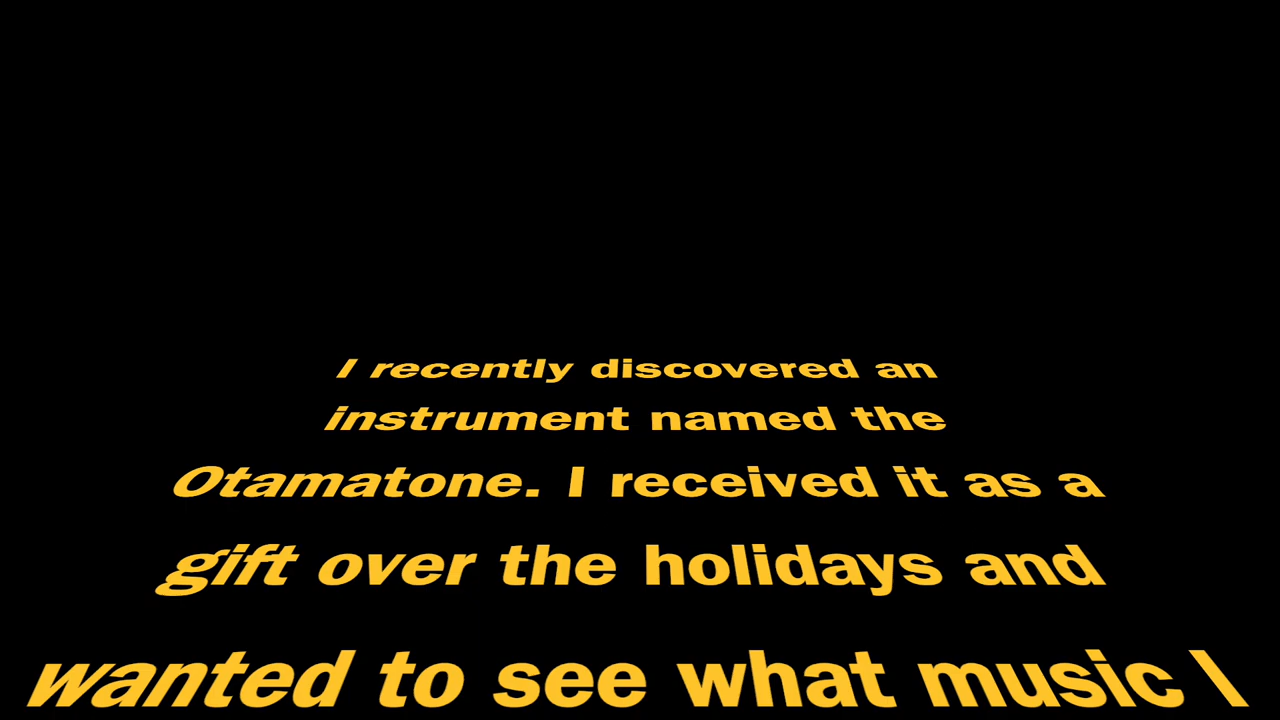 I recently discovered an
instrument named the
Otamatone. I received it as a
gift over the holidays and
wanted to see what music I